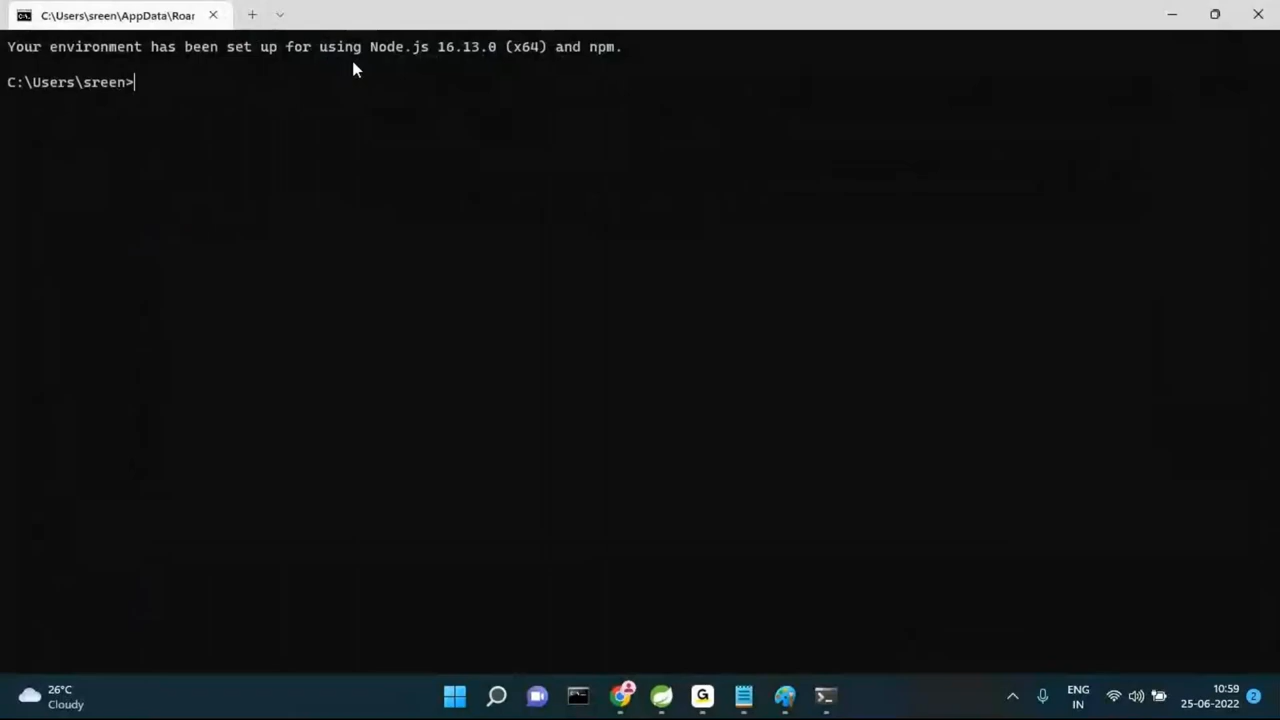 C:\Users\sreen\AppData\Roar
Your environment has been set up for using Node.js 16.13.0 (x64) and npm.
C:\Users\sreen>
26°C
Cloudy
G
ENG
IN
10:59
25-06-2022
2